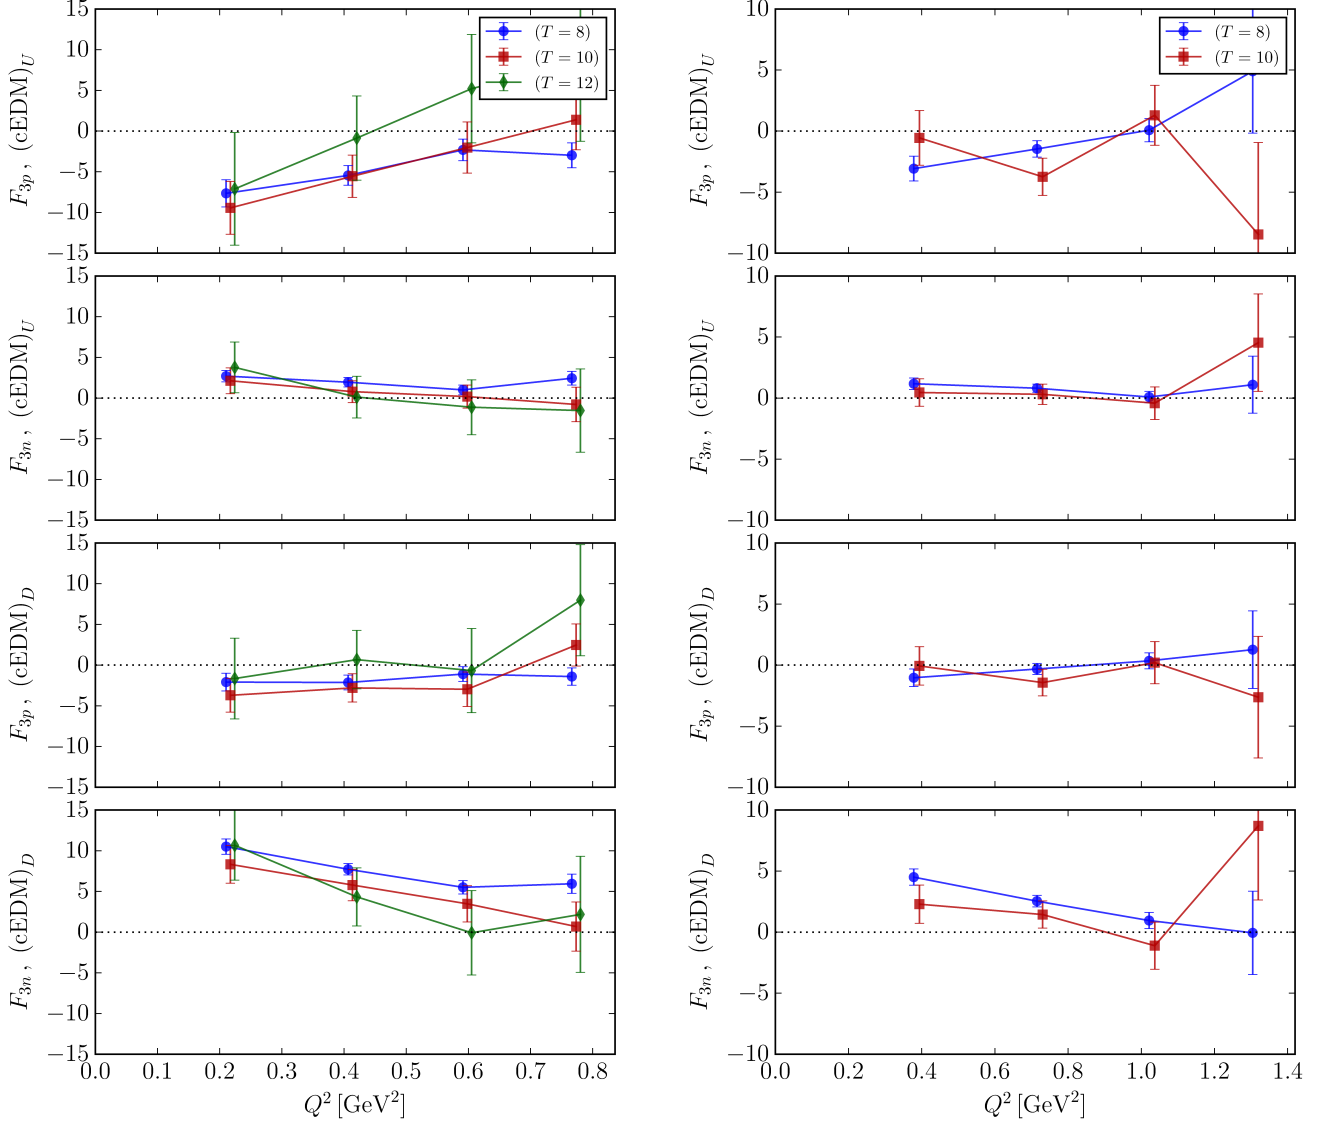 15
10
5
0
−5
−10
−15
F3p , (cEDM)U
(T = 8)
(T = 10)
(T = 12)
5
0
−5
−10
F3p , (cEDM)U
(T = 8)
(T = 10)
15
10
5
0
−5
−10
−15
F3n , (cEDM)U
10
5
0
−5
−10
F3n , (cEDM)U
15
10
5
0
−5
−10
−15
F3p , (cEDM)D
10
5
0
−5
−10
F3p , (cEDM)D
15
10
5
0
−5
−10
−15
F3n , (cEDM)D
0.0 0.1 0.2 0.3 0.4 0.5 0.6 0.7 0.8
Q² [GeV²]
10
5
0
−5
−10
F3n , (cEDM)D
0.0 0.2 0.4 0.6 0.8 1.0 1.2 1.4
Q² [GeV²]